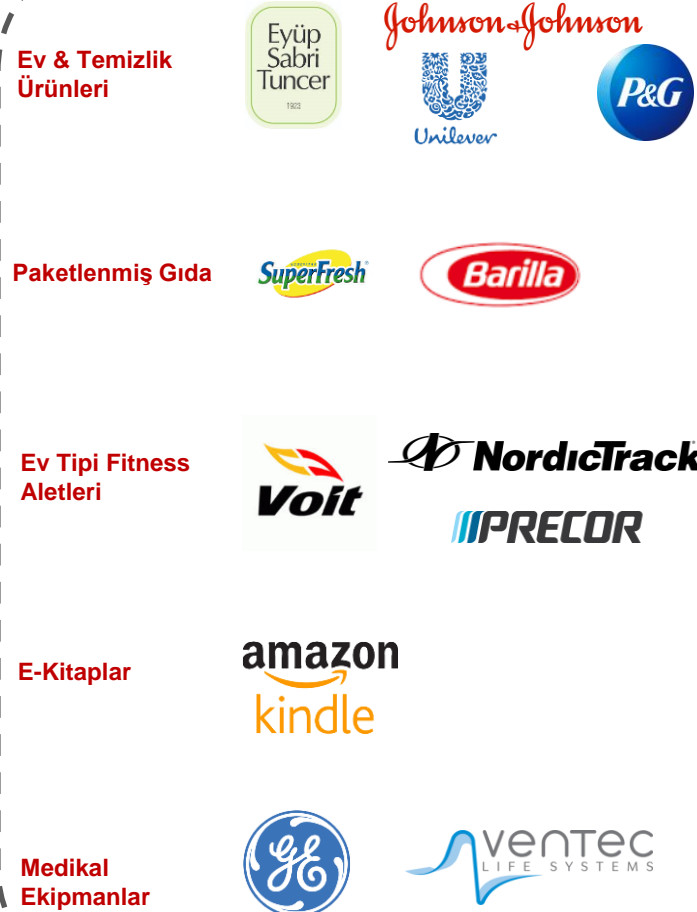 Ev & Temizlik
Ürünleri
Eyüp
Sabri
Tuncer
1923
Johnson & Johnson
Unilever
P&G
Paketlenmiş Gıda
SuperFresh
Barilla
Ev Tipi Fitness
Aletleri
Voit
NordicTrack
PRECOR
E-Kitaplar
amazon
kindle
Medikal
Ekipmanlar
GE
venTec
LIFE SYSTEMS